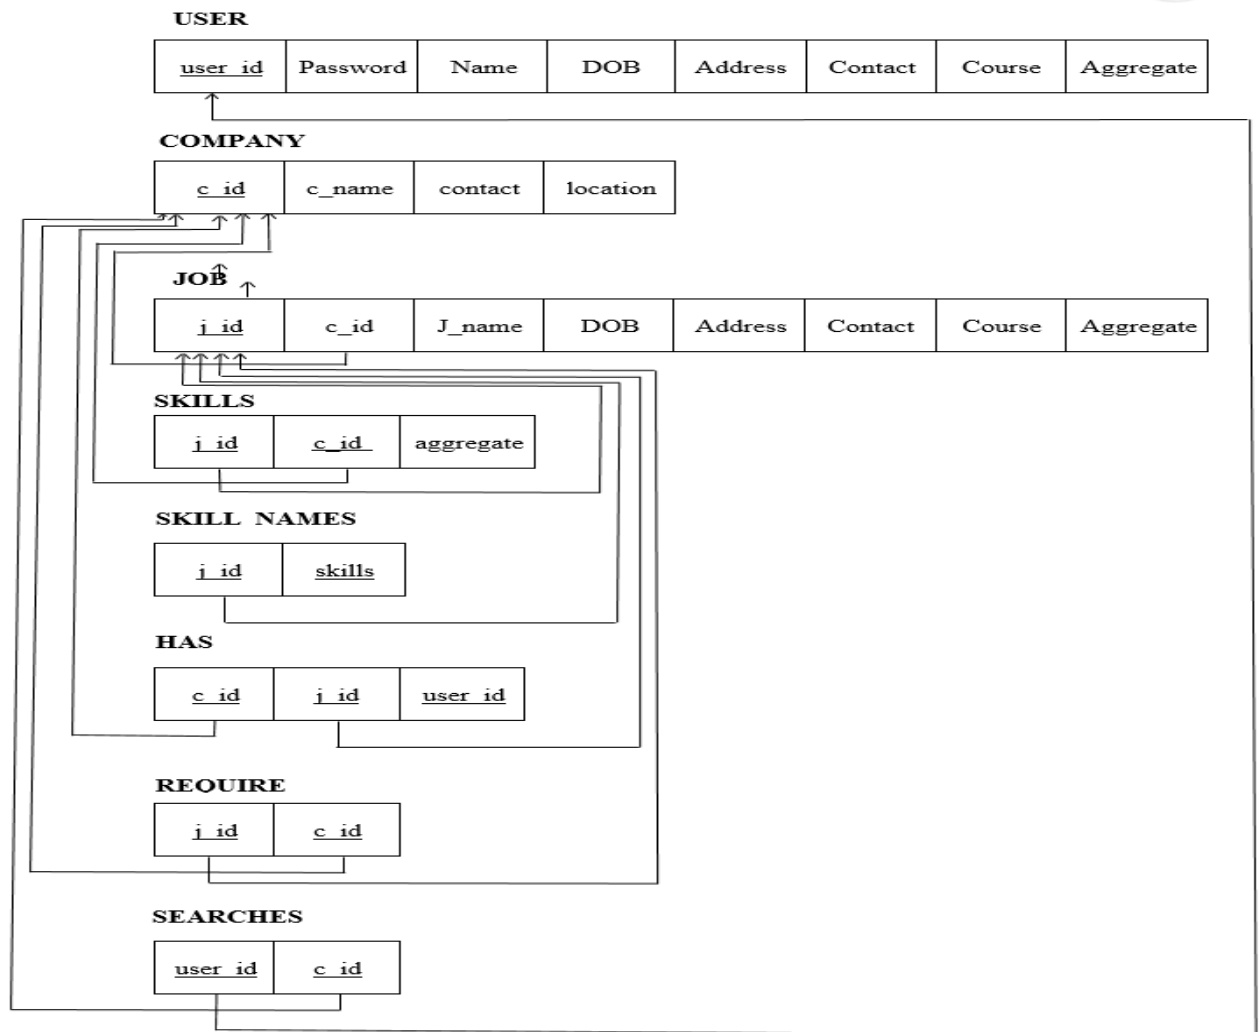 USER
user_id Password Name DOB Address Contact Course Aggregate
COMPANY
c_id c_name contact location
JOB
j_id c_id J_name DOB Address Contact Course Aggregate
SKILLS
j_id c_id aggregate
SKILL NAMES
j_id skills
HAS
c_id j_id user_id
REQUIRE
j_id c_id
SEARCHES
user_id c_id